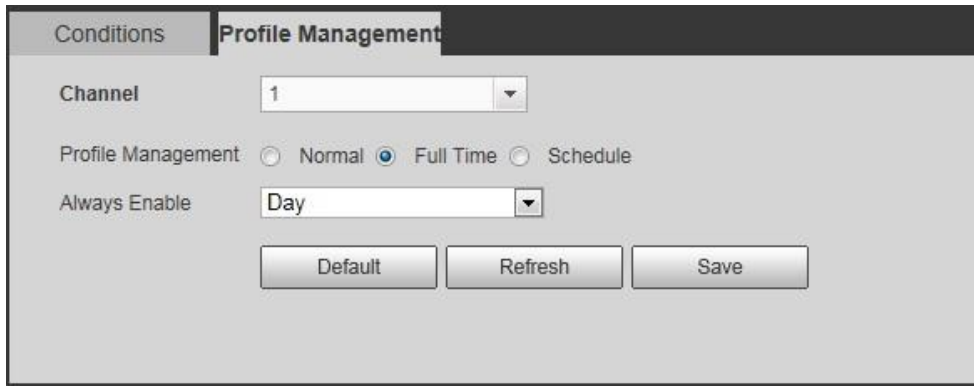 Conditions Profile Management
Channel 1
Profile Management Normal Full Time Schedule
Always Enable Day
Default Refresh Save